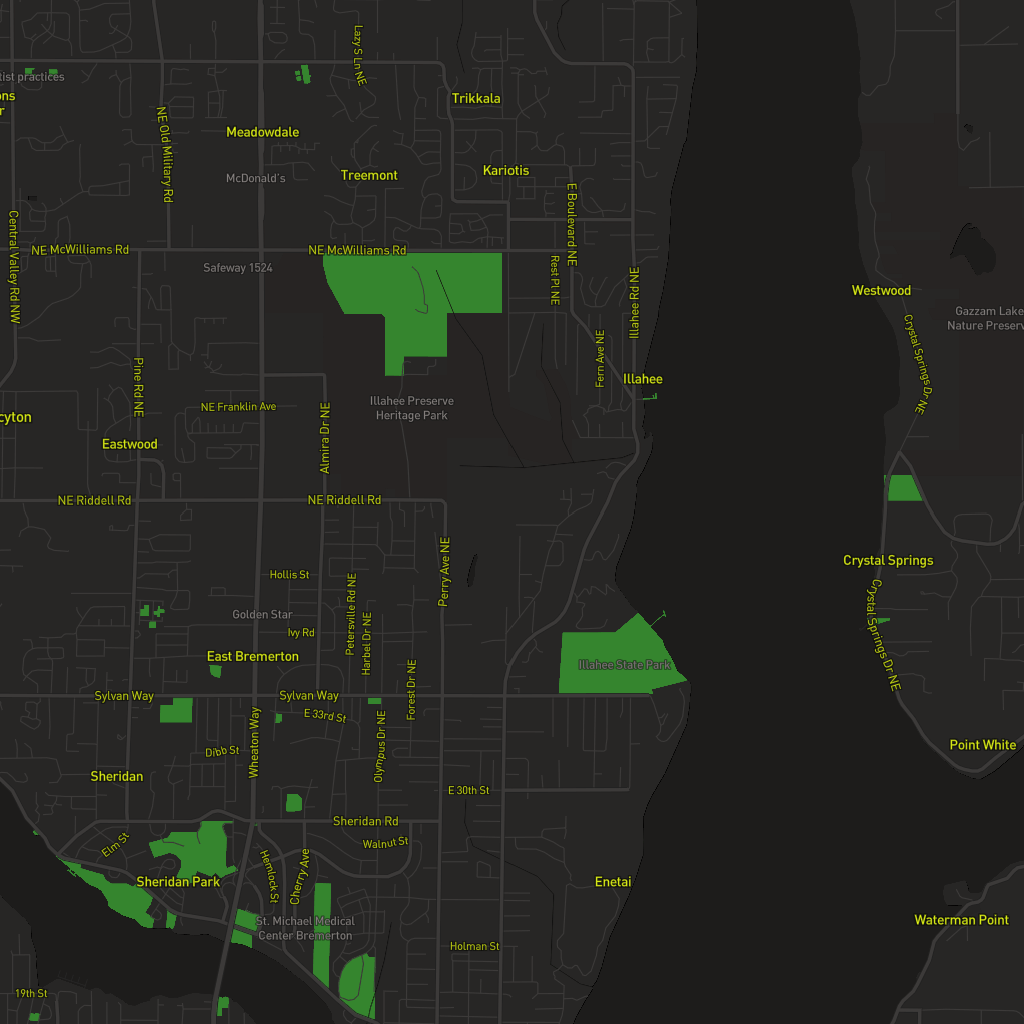 Lazy S Ln NE
tist practices
ons
r
Trikkala
NE Old Military Rd
Meadowdale
McDonald's
Treemont
Kariotis
E Boulevard NE
Central Valley Rd NW
NE McWilliams Rd
NE McWilliams Rd
Safeway 1524
Rest Pl NE
Illahee Rd NE
Westwood
Gazzam Lake
Nature Preserv
Crystal Springs Dr NE
Fern Ave NE
Illahee
Pine Rd NE
NE Franklin Ave
Almira Dr NE
Illahee Preserve
Heritage Park
cyton
Eastwood
NE Riddell Rd
NE Riddell Rd
Perry Ave NE
Crystal Springs
Hollis St
Petersville Rd NE
Harbel Dr NE
Golden Star
Ivy Rd
Crystal Springs Dr NE
East Bremerton
Forest Dr NE
Illahee State Park
Sylvan Way
Sylvan Way
E 33rd St
Wheaton Way
Olympus Dr NE
Dibb St
Point White
Sheridan
E 30th St
Sheridan Rd
Elm St
Walnut St
Hemlock St
Cherry Ave
Sheridan Park
Enetai
St. Michael Medical
Center Bremerton
Waterman Point
Holman St
19th St